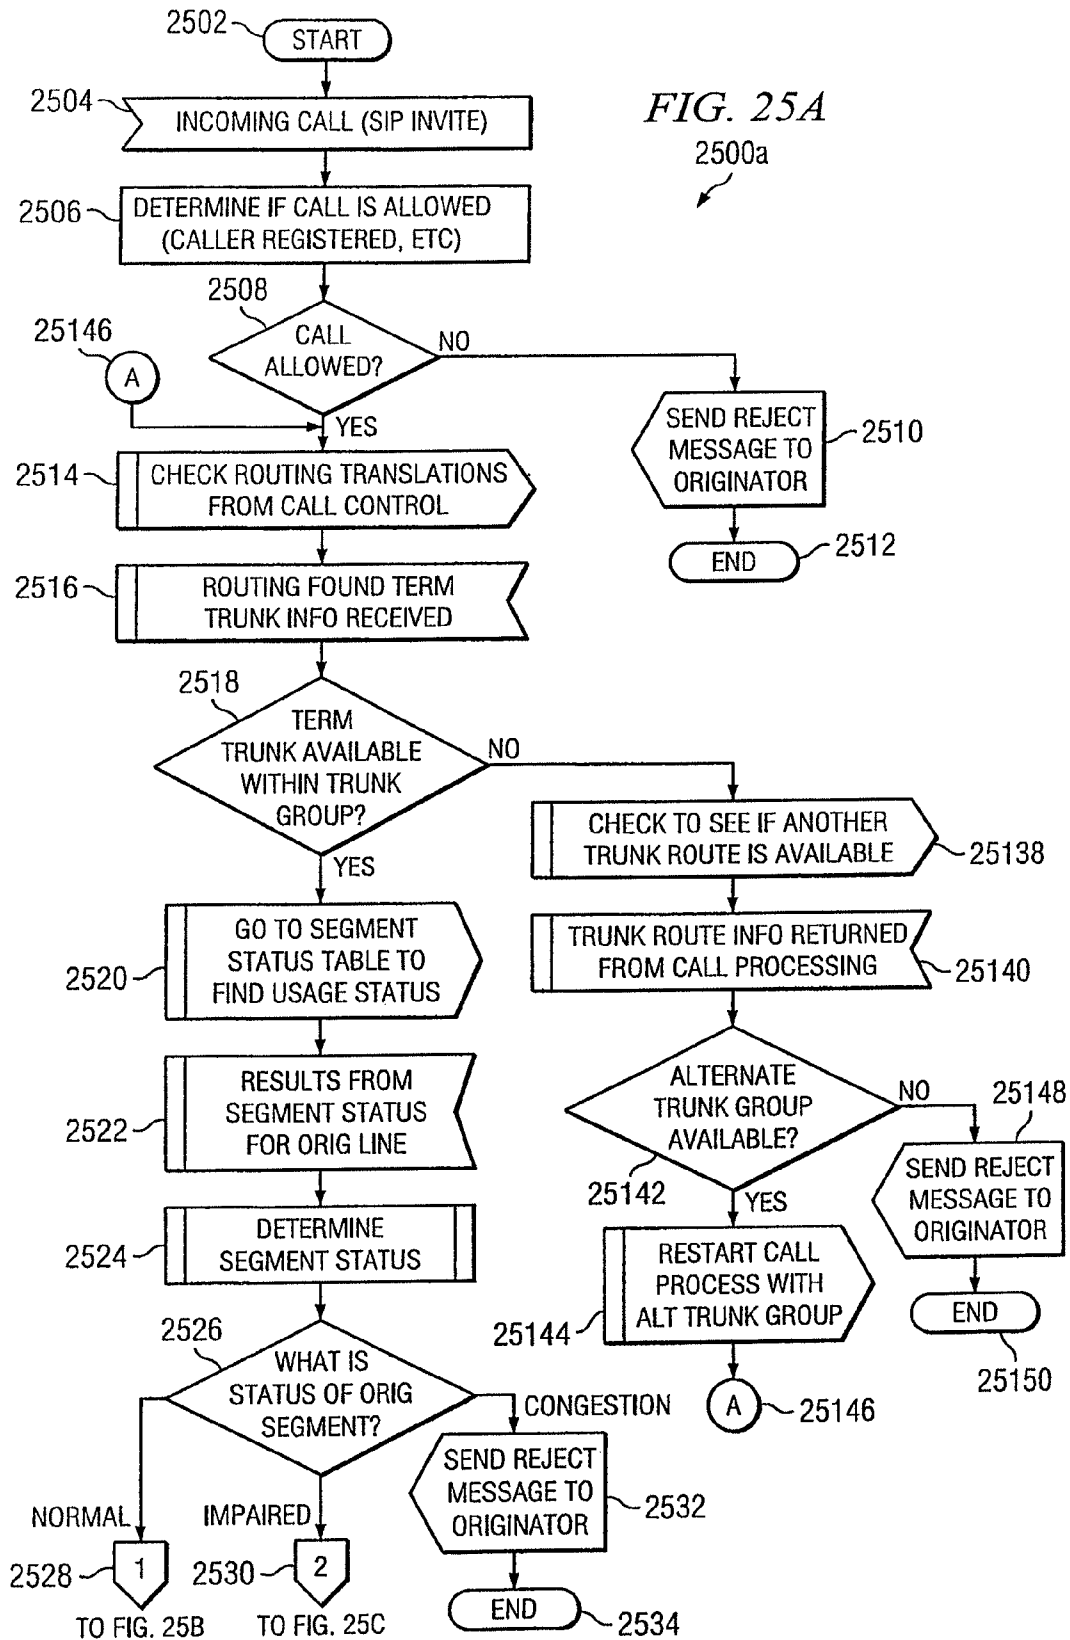 2502
START
2504
INCOMING CALL (SIP INVITE)
FIG. 25A
2500a
2506
DETERMINE IF CALL IS ALLOWED
(CALLER REGISTERED, ETC)
2508
CALL
ALLOWED?
NO
25146
A
YES
SEND REJECT
MESSAGE TO
ORIGINATOR
2510
END
2512
2514
CHECK ROUTING TRANSLATIONS
FROM CALL CONTROL
2516
ROUTING FOUND TERM
TRUNK INFO RECEIVED
2518
TERM
TRUNK AVAILABLE
WITHIN TRUNK
GROUP?
NO
YES
CHECK TO SEE IF ANOTHER
TRUNK ROUTE IS AVAILABLE
25138
TRUNK ROUTE INFO RETURNED
FROM CALL PROCESSING
25140
2520
GO TO SEGMENT
STATUS TABLE TO
FIND USAGE STATUS
2522
RESULTS FROM
SEGMENT STATUS
FOR ORIG LINE
ALTERNATE
TRUNK GROUP
AVAILABLE?
25142
NO
YES
25148
SEND REJECT
MESSAGE TO
ORIGINATOR
END
25150
2524
DETERMINE
SEGMENT STATUS
RESTART CALL
PROCESS WITH
ALT TRUNK GROUP
25144
A
25146
2526
WHAT IS
STATUS OF ORIG
SEGMENT?
CONGESTION
SEND REJECT
MESSAGE TO
ORIGINATOR
2532
END
2534
NORMAL
IMPAIRED
2528
1
2530
2
TO FIG. 25B
TO FIG. 25C